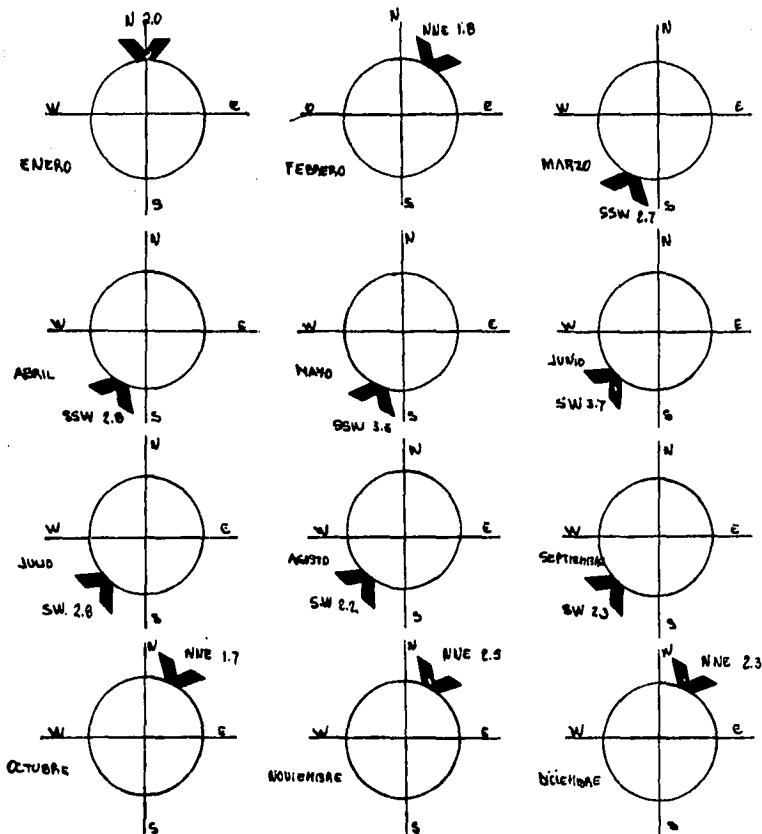 N 2.0
W E
ENERO
S
NNE 1.8
O E
FEBRERO
S
N
W E
MARZO
SSW 2.7
S
N
W E
ABRIL
SSW 2.8
S
N
W E
MAYO
SSW
S
N
W E
JUNIO
SW 3.7
S
N
W E
JULIO
SW. 2.8
S
W E
AGOSTO
SW 2.2
S
N
W E
SEPTIEMBRE
SW 2.3
S
N NNE 1.7
W E
OCTUBRE
S
N NNE 2.5
W E
NOVIEMBRE
S
N NNE 2.3
W E
DICIEMBRE
S